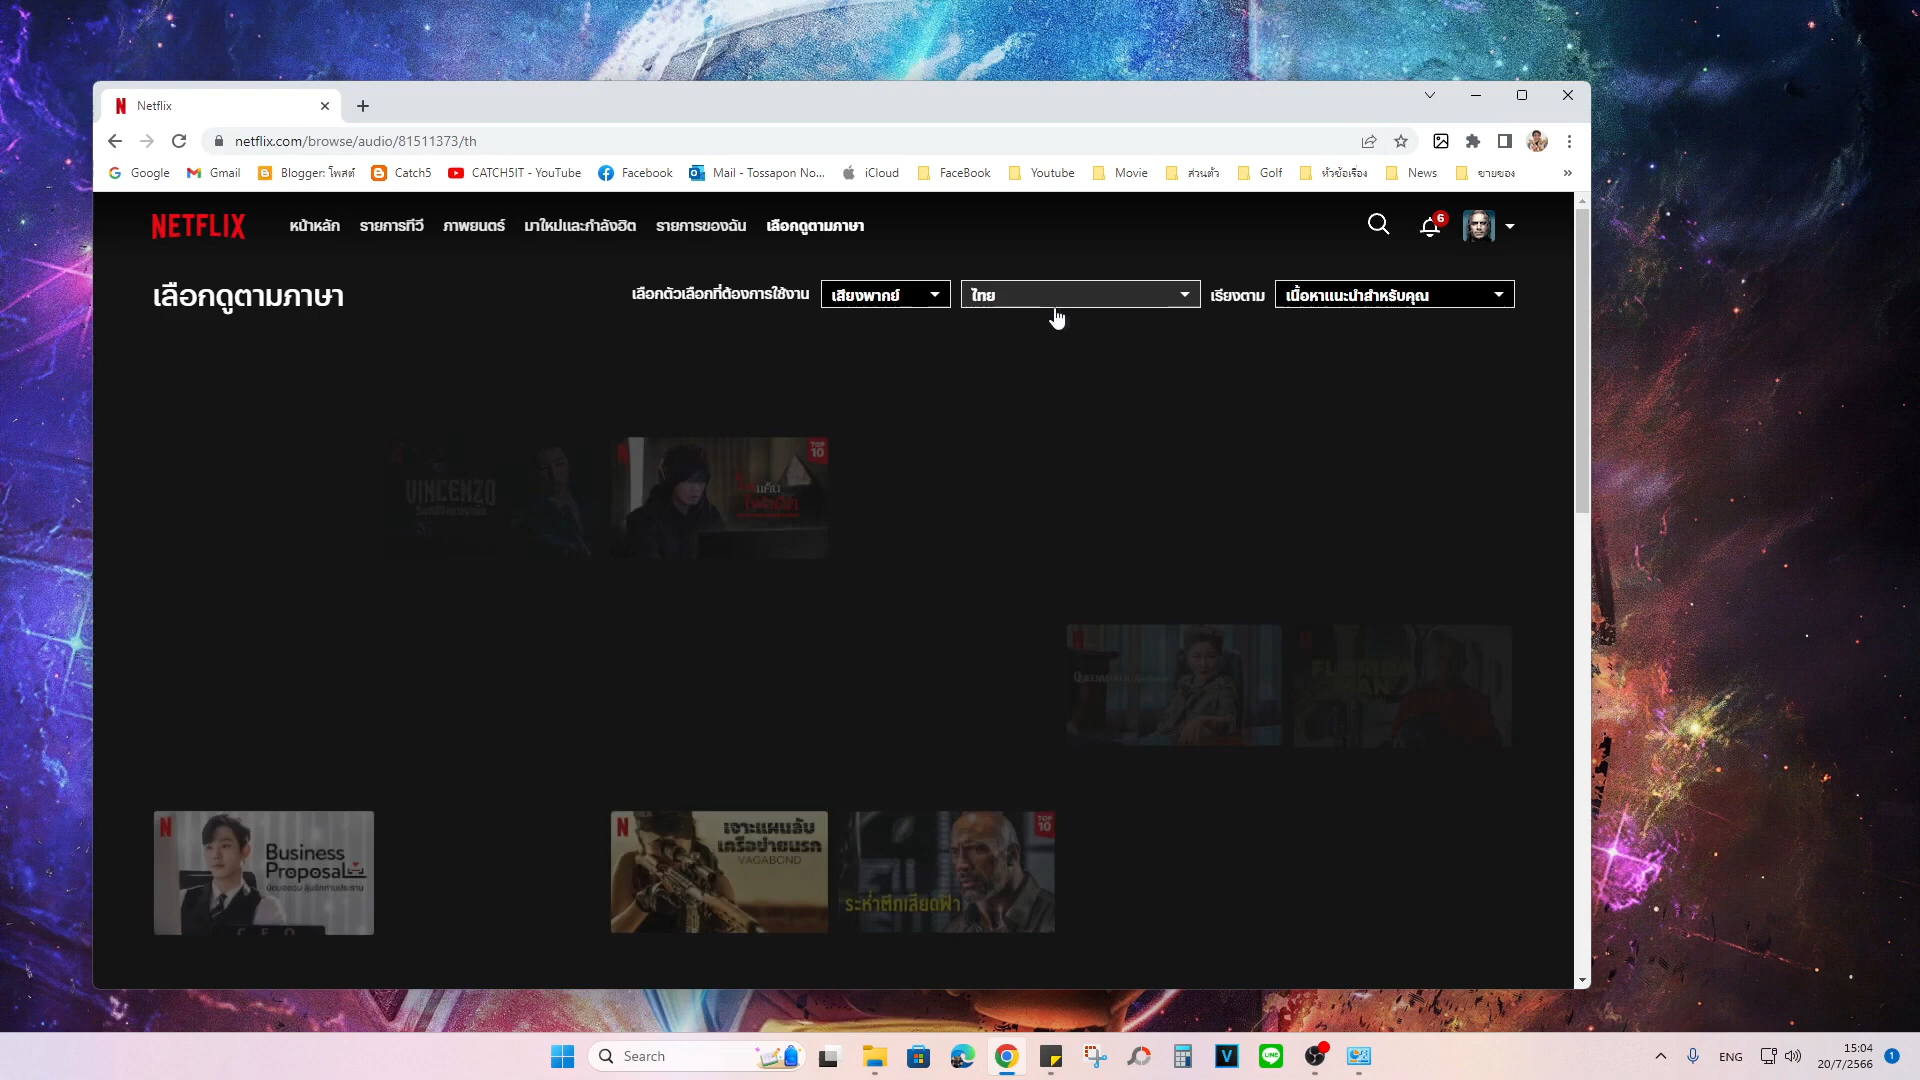 Netflix
netflix.com/browse/audio/81511373/th
Google Gmail Blogger: โพสต์ Catch5 CATCH5IT - YouTube Facebook Mail - Tossapon No... iCloud FaceBook Youtube Movie ส่วนตัว Golf หัวข้อเรื่อง News ขายของ »
NETFLIX หน้าหลัก รายการทีวี ภาพยนตร์ มาใหม่และกำลังฮิต รายการของฉัน เลือกดูตามภาษา 6
เลือกดูตามภาษา เลือกตัวเลือกที่ต้องการใช้งาน เสียงพากย์ ไทย เรียงตาม เนื้อหาแนะนำสำหรับคุณ
TOP
10
VINCENZO
FLORIDA
MAN
N
Business
Proposal
CEO
N
เจาะแผนลับ
เครือข่ายนรก
VAGABOND
TOP
10
ระห่ำตึกเสียดฟ้า
Search
V
LINE
ENG
15:04
20/7/2566
1